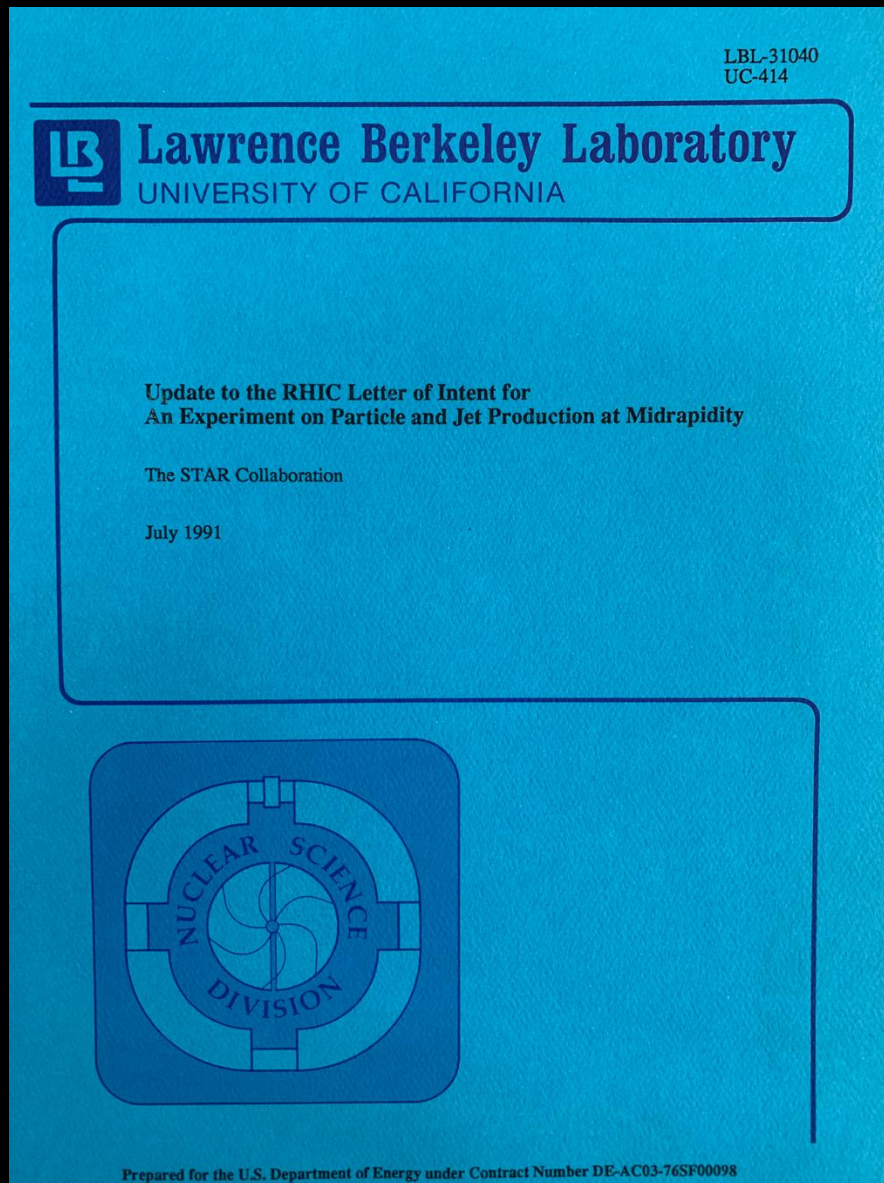 LBL-31040
UC-414
LB
Lawrence Berkeley Laboratory
UNIVERSITY OF CALIFORNIA
Update to the RHIC Letter of Intent for
An Experiment on Particle and Jet Production at Midrapidity
The STAR Collaboration
July 1991
NUCLEAR SCIENCE
DIVISION
Prepared for the U.S. Department of Energy under Contract Number DE-AC03-76SF00098